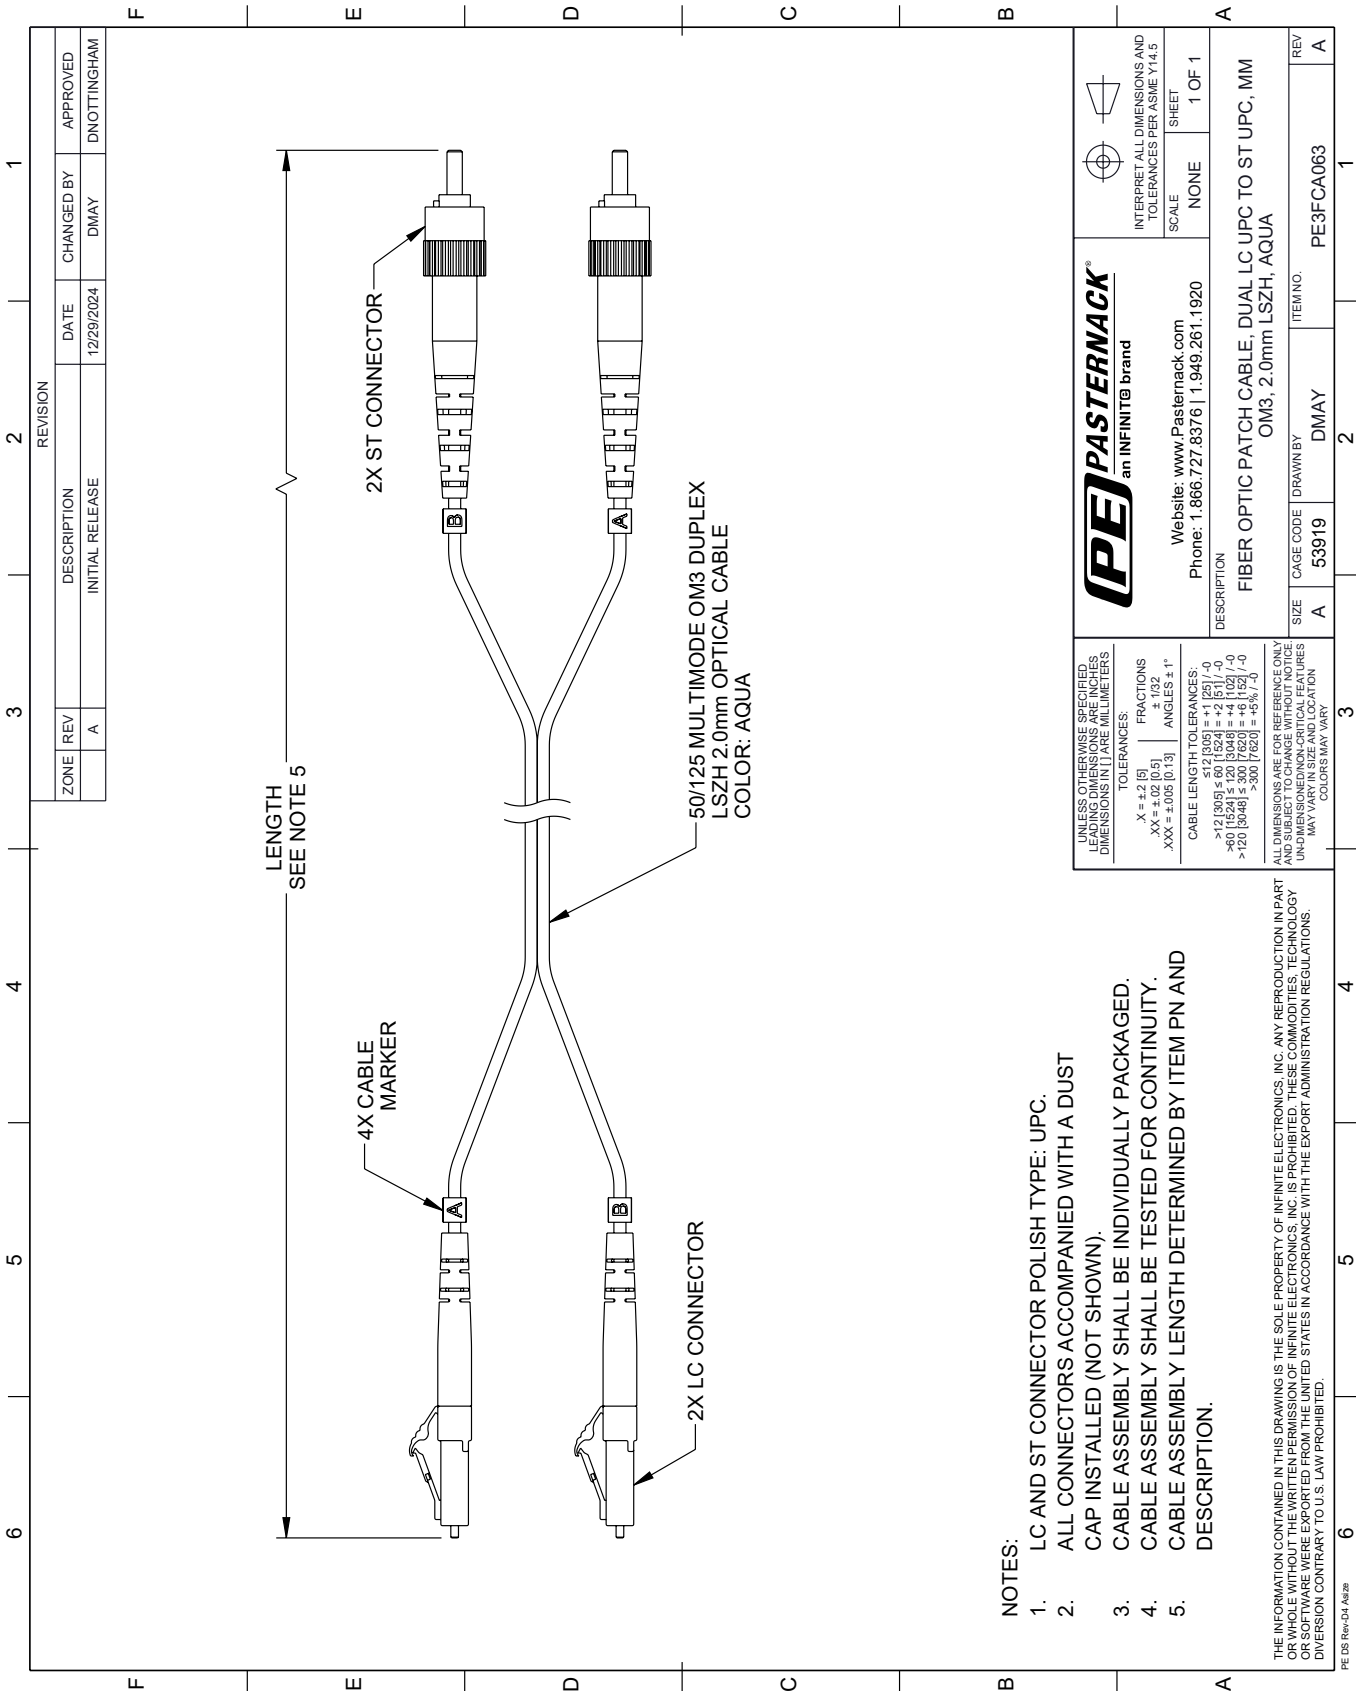 REVISION
ZONE REV DESCRIPTION DATE CHANGED BY APPROVED
A INITIAL RELEASE 12/29/2024 DMAY DNOTTINGHAM
6 5 4 3 2 1
F
E
D
C
B
A
LENGTH
SEE NOTE 5
4X CABLE
MARKER
2X ST CONNECTOR
A
B
B
A
2X LC CONNECTOR
50/125 MULTIMODE OM3 DUPLEX
LSZH 2.0mm OPTICAL CABLE
COLOR: AQUA
NOTES:
1. LC AND ST CONNECTOR POLISH TYPE: UPC.
2. ALL CONNECTORS ACCOMPANIED WITH A DUST
CAP INSTALLED (NOT SHOWN).
3. CABLE ASSEMBLY SHALL BE INDIVIDUALLY PACKAGED.
4. CABLE ASSEMBLY SHALL BE TESTED FOR CONTINUITY.
5. CABLE ASSEMBLY LENGTH DETERMINED BY ITEM PN AND
DESCRIPTION.
THE INFORMATION CONTAINED IN THIS DRAWING IS THE SOLE PROPERTY OF INFINITE ELECTRONICS, INC. ANY REPRODUCTION IN PART
OR WHOLE WITHOUT THE WRITTEN PERMISSION OF INFINITE ELECTRONICS, INC. IS PROHIBITED. THESE COMMODITIES, TECHNOLOGY
OR SOFTWARE WERE EXPORTED FROM THE UNITED STATES IN ACCORDANCE WITH THE EXPORT ADMINISTRATION REGULATIONS.
DIVERSION CONTRARY TO U.S. LAW PROHIBITED.
UNLESS OTHERWISE SPECIFIED
LEADING DIMENSIONS ARE INCHES
DIMENSIONS IN [ ] ARE MILLIMETERS
TOLERANCES:
.X = ±.2 [5] FRACTIONS
.XX = ±.02 [0.5] ± 1/32
.XXX = ±.005 [0.13] ANGLES ± 1°
CABLE LENGTH TOLERANCES:
≤12 [305] = +1 [25] / -0
>12 [305] ≤ 60 [1524] = +2 [51] / -0
>60 [1524] ≤ 120 [3048] = +4 [102] / -0
>120 [3048] ≤ 300 [7620] = +6 [152] / -0
>300 [7620] = +5% / -0
ALL DIMENSIONS ARE FOR REFERENCE ONLY
AND SUBJECT TO CHANGE WITHOUT NOTICE.
UN-DIMENSIONED/NON-CRITICAL FEATURES
MAY VARY IN SIZE AND LOCATION
COLORS MAY VARY
PE PASTERNACK®
an INFINIT@ brand
Website: www.Pasternack.com
Phone: 1.866.727.8376 | 1.949.261.1920
INTERPRET ALL DIMENSIONS AND
TOLERANCES PER ASME Y14.5
SCALE SHEET
NONE 1 OF 1
DESCRIPTION
FIBER OPTIC PATCH CABLE, DUAL LC UPC TO ST UPC, MM
OM3, 2.0mm LSZH, AQUA
SIZE CAGE CODE DRAWN BY ITEM NO. REV
A 53919 DMAY PE3FCA063 A
F
E
D
C
B
A
6 5 4 3 2 1
PE DS Rev-D4 Asize